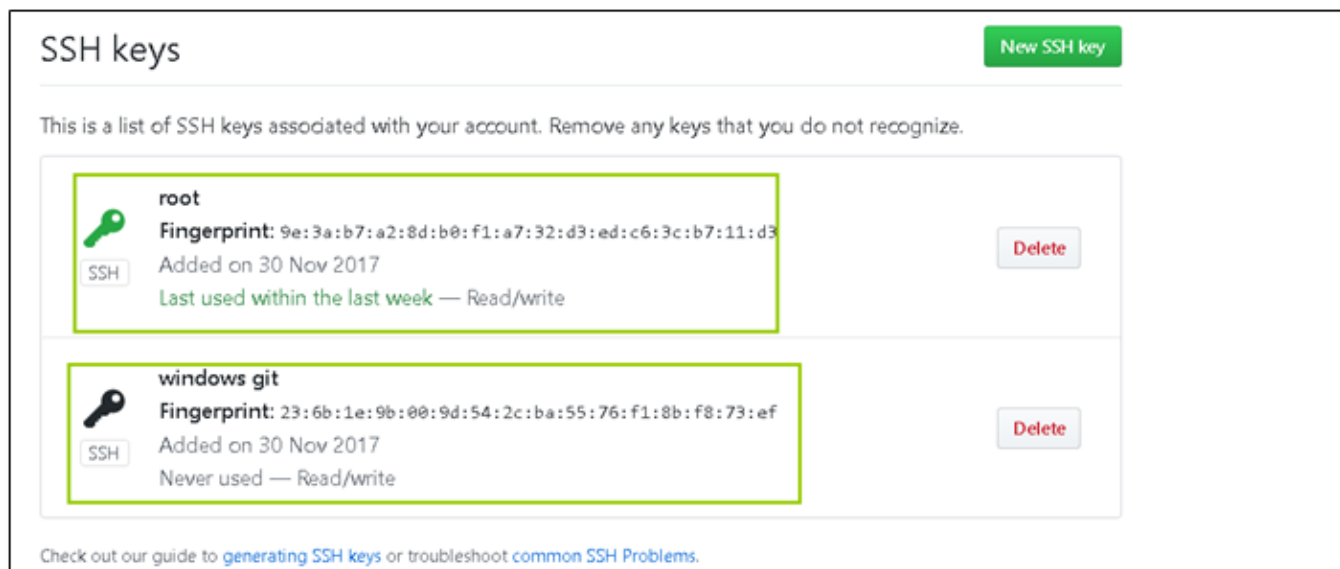 SSH keys
New SSH key
This is a list of SSH keys associated with your account. Remove any keys that you do not recognize.
root
Fingerprint: 9e:3a:b7:a2:8d:b0:f1:a7:32:d3:ed:c6:3c:b7:11:d3
Added on 30 Nov 2017
SSH
Delete
Last used within the last week — Read/write
windows git
Fingerprint: 23:6b:1e:9b:00:9d:54:2c:ba:55:76:f1:8b:f8:73:ef
Added on 30 Nov 2017
SSH
Delete
Never used — Read/write
Check out our guide to generating SSH keys or troubleshoot common SSH Problems.